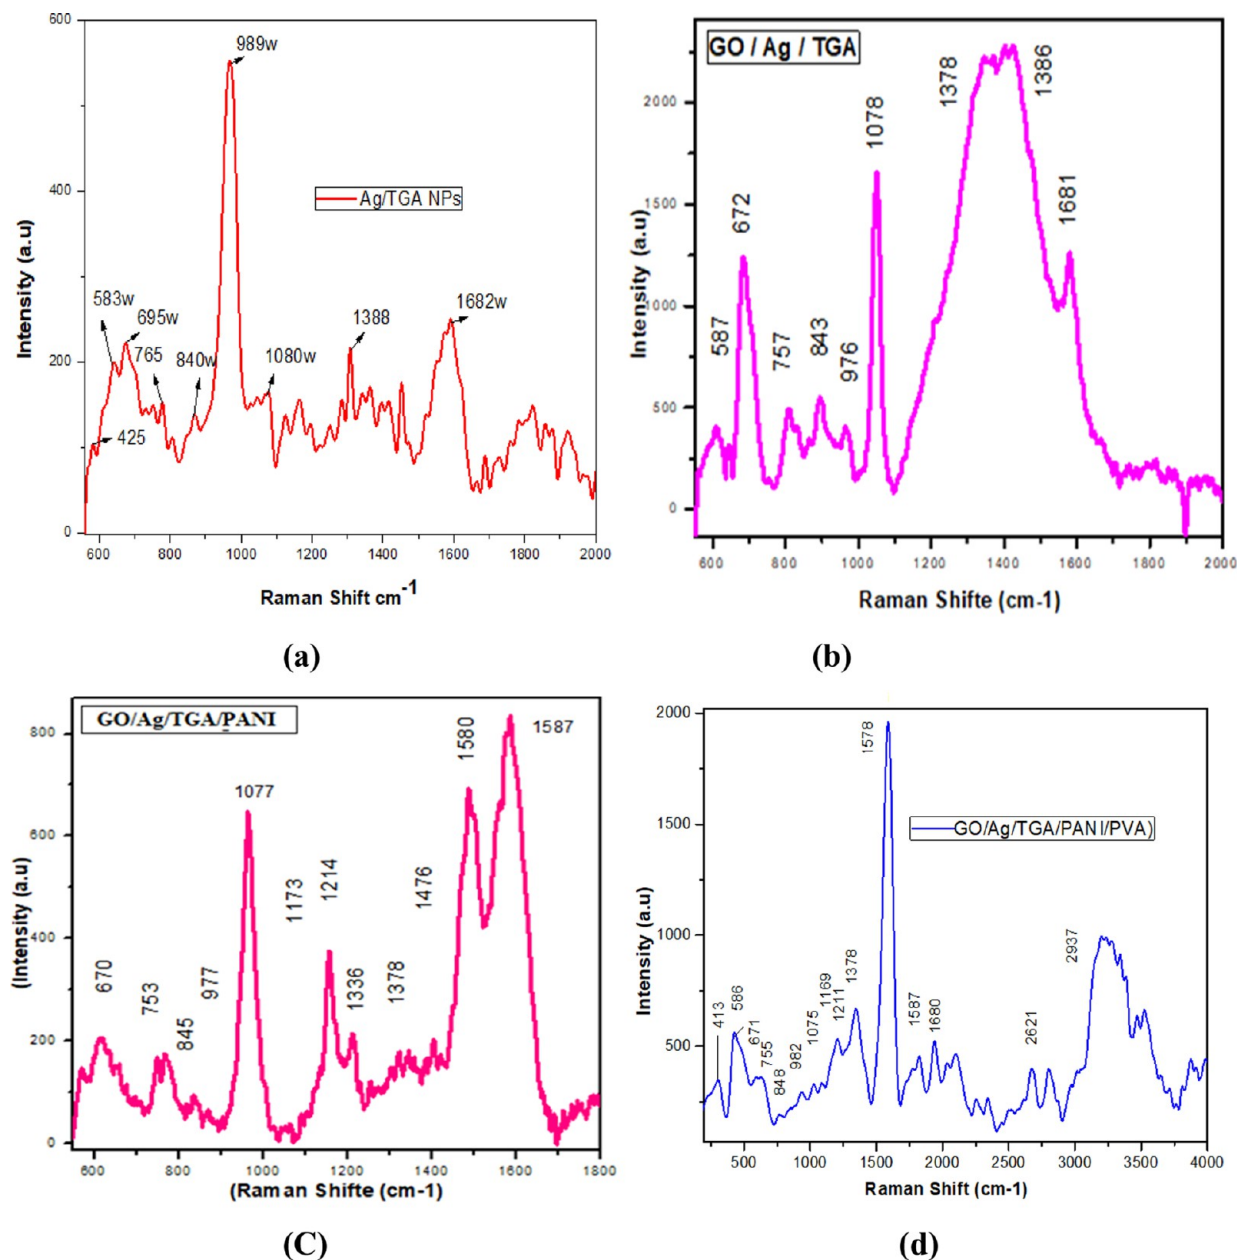 600
400
200
0
989w
Ag/TGA NPs
583w
695w
765
840w
1080w
1388
1682w
425
600 800 1000 1200 1400 1600 1800 2000
Intensity (a.u)
Raman Shift cm-1
(a)
GO / Ag / TGA
2000
1500
1000
500
0
587
672
757
843
976
1078
1378
1386
1681
600 800 1000 1200 1400 1600 1800 2000
Intensity (a.u)
Raman Shifte (cm-1)
(b)
GO/Ag/TGA/PANI
800
600
400
200
0
670
753
845
977
1077
1173
1214
1336
1378
1476
1580
1587
600 800 1000 1200 1400 1600 1800
(Intensity (a.u)
(Raman Shifte (cm-1)
(C)
2000
1500
1000
500
GO/Ag/TGA/PANI/PVA)
413
586
671
755
848
982
1075
1169
1211
1378
1578
1587
1680
2621
2937
500 1000 1500 2000 2500 3000 3500 4000
Intensity (a.u)
Raman Shift (cm-1)
(d)